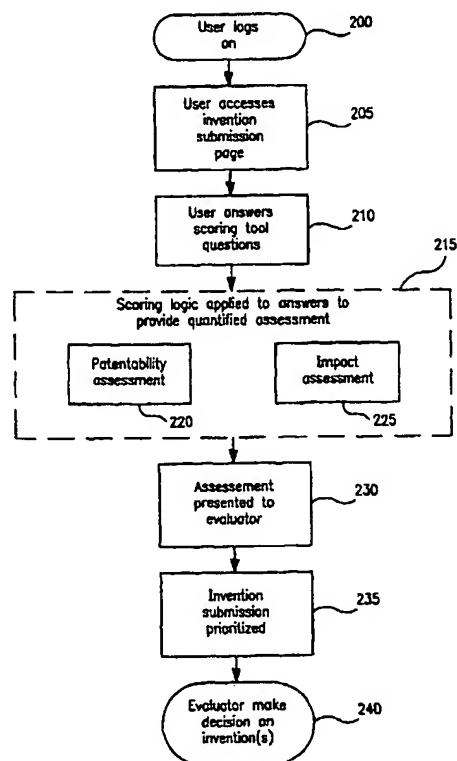 User logs
on
200
User accesses
invention
submission
page
205
User answers
scoring tool
questions
210
215
Scoring logic applied to answers to
provide quantified assessment
Patentability
assessment
220
Impact
assessment
225
Assessement
presented to
evaluator
230
Invention
submission
prioritized
235
Evaluator make
decision on
invention(s)
240